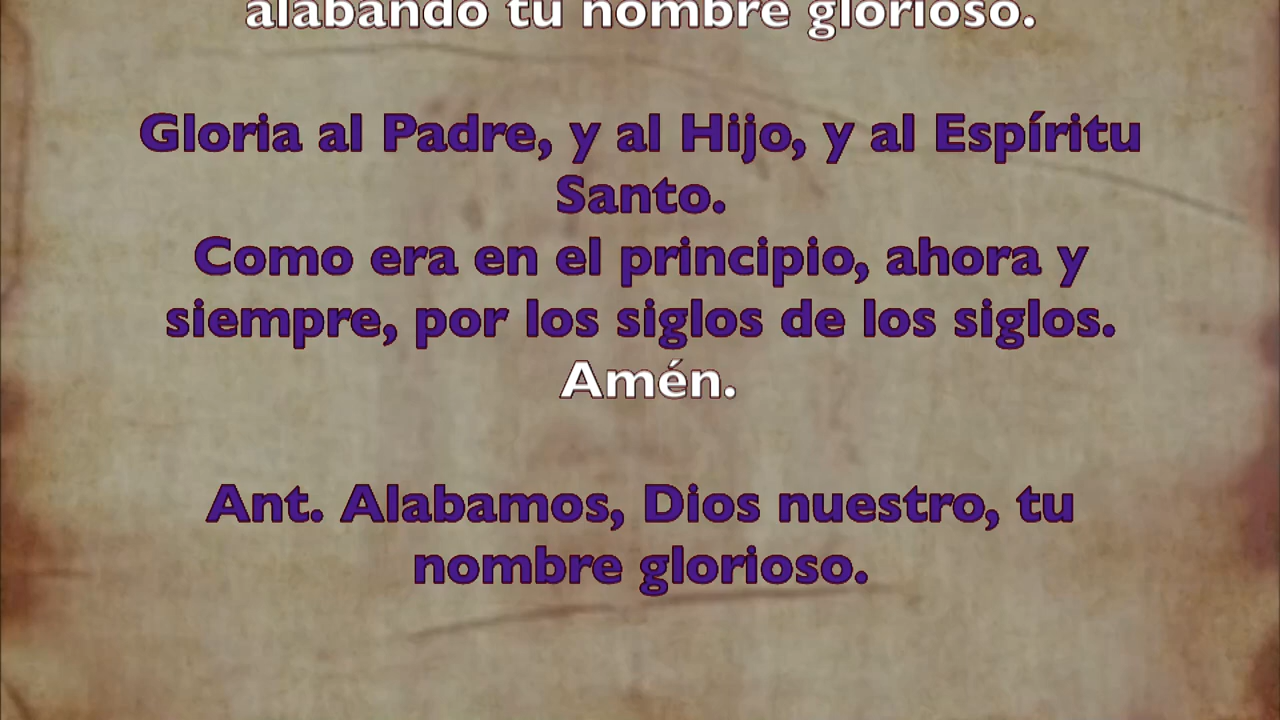 alabando tu nombre glorioso.
Gloria al Padre, y al Hijo, y al Espíritu
Santo.
Como era en el principio, ahora y
siempre, por los siglos de los siglos.
Amén.
Ant. Alabamos, Dios nuestro, tu
nombre glorioso.